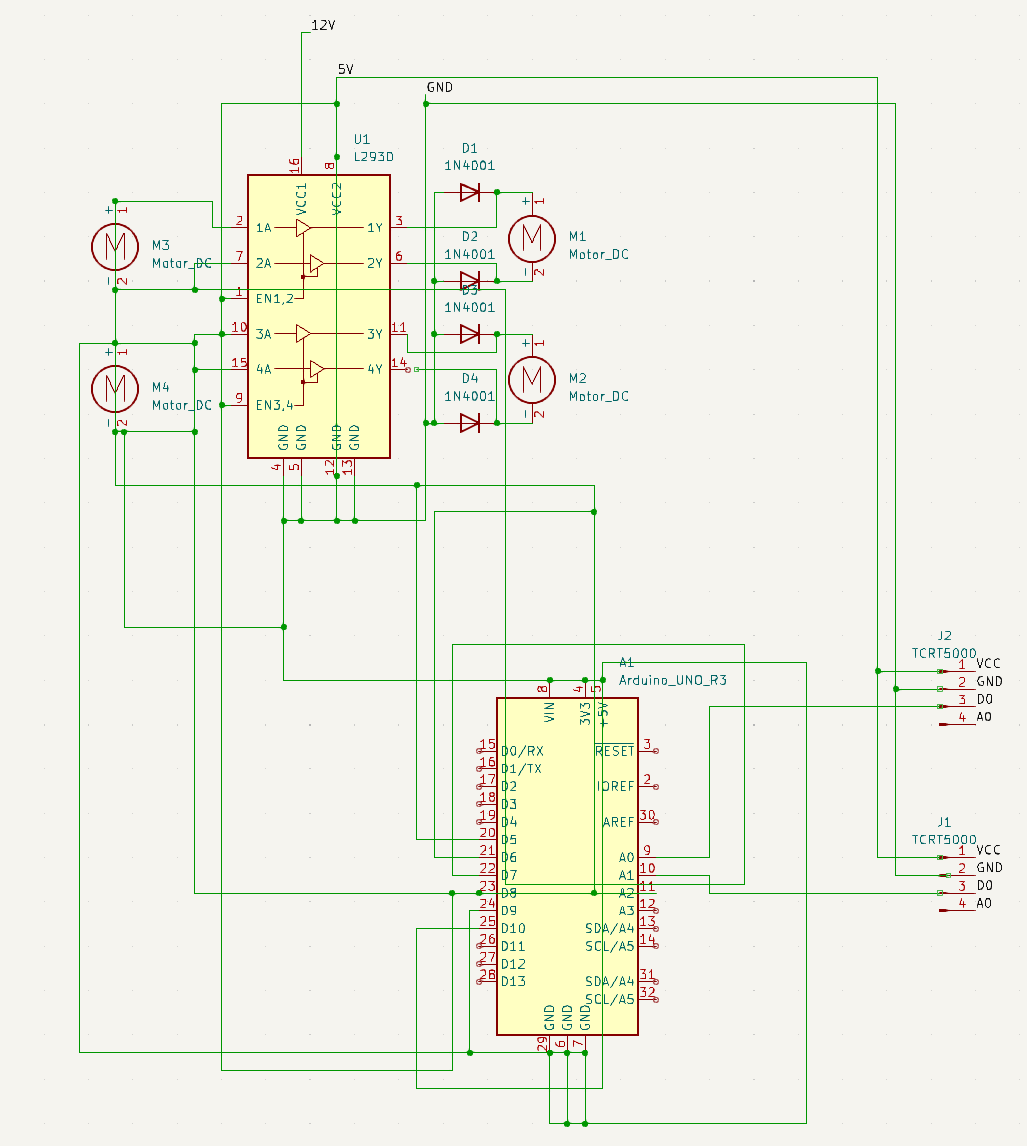 12V
5V
GND
U1
L293D
16
8
VCC1
VCC2
2
1A
1Y
3
7
2A
2Y
6
1
EN1,2
10
3A
3Y
11
15
4A
4Y
14
9
EN3,4
GND
GND
GND
GND
4
5
12
13
D1
1N4001
D2
1N4001
D3
1N4001
D4
1N4001
+
1
M
M1
Motor_DC
-
2
+
1
M
M2
Motor_DC
-
2
+
1
M
M3
Motor_DC
-
2
+
1
M
M4
Motor_DC
-
2
A1
Arduino_UNO_R3
8
4
5
VIN
3V3
+5V
15
D0/RX
16
D1/TX
17
D2
18
D3
19
D4
20
D5
21
D6
22
D7
23
D8
24
D9
25
D10
26
D11
27
D12
28
D13
RESET
3
IOREF
2
AREF
30
A0
9
A1
10
A2
11
A3
12
SDA/A4
13
SCL/A5
14
SDA/A4
31
SCL/A5
32
GND
GND
GND
29
6
7
J2
TCRT5000
1 VCC
2 GND
3 D0
4 A0
J1
TCRT5000
1 VCC
2 GND
3 D0
4 A0